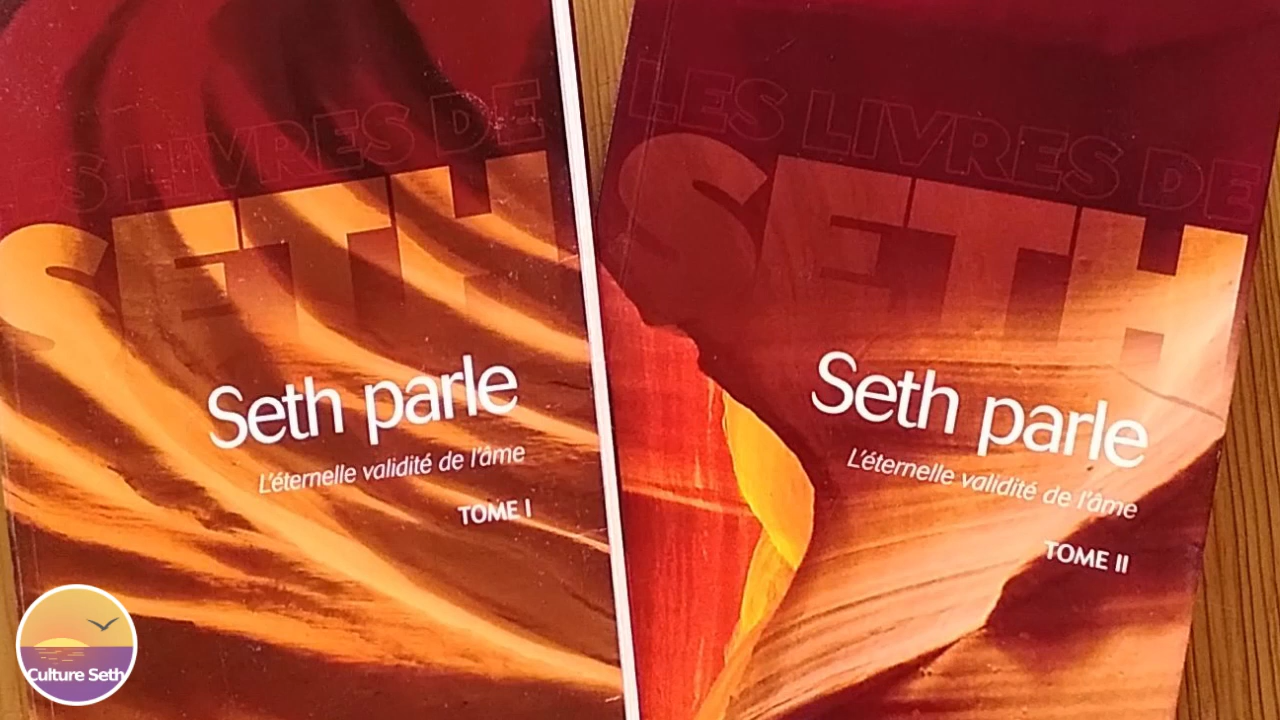 LES LIVRES DE
SETH
Seth parle
L'éternelle validité de l'âme
TOME I
LES LIVRES DE
SETH
Seth parle
L'éternelle validité de l'âme
TOME II
Culture Seth